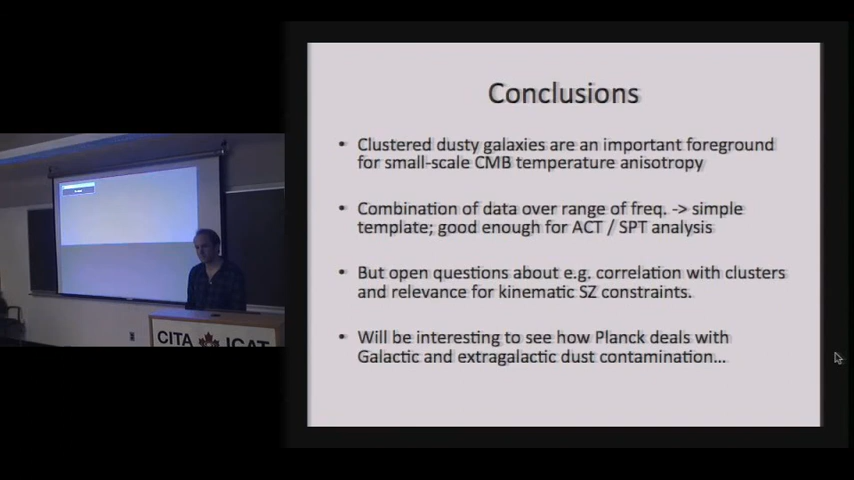 Conclusions
• Clustered dusty galaxies are an important foreground
for small-scale CMB temperature anisotropy
• Combination of data over range of freq. -> simple
template; good enough for ACT / SPT analysis
• But open questions about e.g. correlation with clusters
and relevance for kinematic SZ constraints.
• Will be interesting to see how Planck deals with
Galactic and extragalactic dust contamination...
CITA ICAT